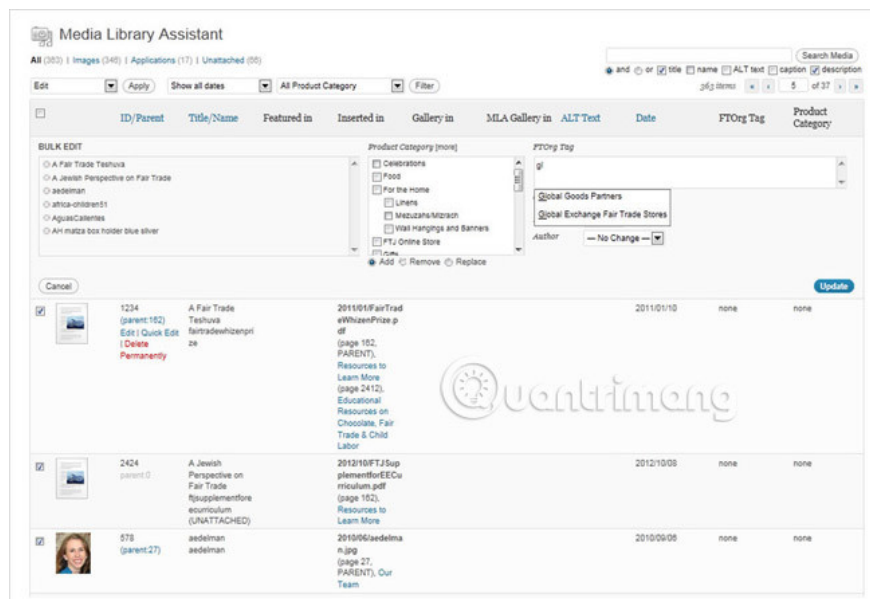 Media Library Assistant
All (363) | Images (346) | Applications (17) | Unattached (66)
Search Media
and or title name ALT text caption description
Edit Apply Show all dates All Product Category Filter
363 items « ‹ 5 of 37 › »
ID/Parent Title/Name Featured in Inserted in Gallery in MLA Gallery in ALT Text Date FTOrg Tag Product
Category
BULK EDIT
A Fair Trade Teshuva
A Jewish Perspective on Fair Trade
aedelman
africa-children51
AguasCalientes
AH matza box holder blue silver
Product Category [more]
Celebrations
Food
For the Home
Linens
Mezuzahs/Mizrach
Wall Hangings and Banners
FTJ Online Store
Gifts
Add Remove Replace
FTOrg Tag
gl
Global Goods Partners
Global Exchange Fair Trade Stores
Author — No Change —
Cancel
Update
1234
(parent:162)
Edit | Quick Edit
| Delete
Permanently
A Fair Trade
Teshuva
fairtradewhizenpri
ze
2011/01/FairTrad
eWhizenPrize.p
df
(page 162,
PARENT),
Resources to
Learn More
(page 2412),
Educational
Resources on
Chocolate, Fair
Trade & Child
Labor
2011/01/10
none
none
Quantrimang
2424
parent:0
A Jewish
Perspective on
Fair Trade
ftjsupplementfore
ecurriculum
(UNATTACHED)
2012/10/FTJSup
plementforEECu
rriculum.pdf
(page 162),
Resources to
Learn More
2012/10/08
none
none
578
(parent:27)
aedelman
aedelman
2010/06/aedelma
n.jpg
(page 27,
PARENT), Our
Team
2010/09/06
none
none